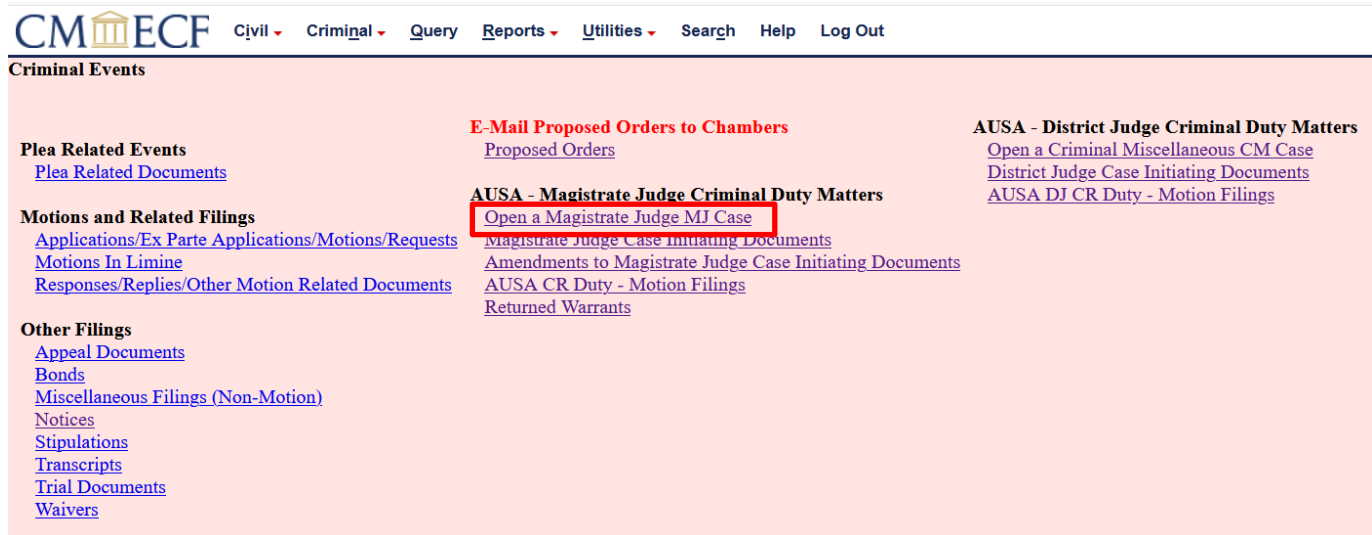 CM ECF Civil Criminal Query Reports Utilities Search Help Log Out
Criminal Events
Plea Related Events
Plea Related Documents
Motions and Related Filings
Applications/Ex Parte Applications/Motions/Requests
Motions In Limine
Responses/Replies/Other Motion Related Documents
Other Filings
Appeal Documents
Bonds
Miscellaneous Filings (Non-Motion)
Notices
Stipulations
Transcripts
Trial Documents
Waivers
E-Mail Proposed Orders to Chambers
Proposed Orders
AUSA - Magistrate Judge Criminal Duty Matters
Open a Magistrate Judge MJ Case
Magistrate Judge Case Initiating Documents
Amendments to Magistrate Judge Case Initiating Documents
AUSA CR Duty - Motion Filings
Returned Warrants
AUSA - District Judge Criminal Duty Matters
Open a Criminal Miscellaneous CM Case
District Judge Case Initiating Documents
AUSA DJ CR Duty - Motion Filings